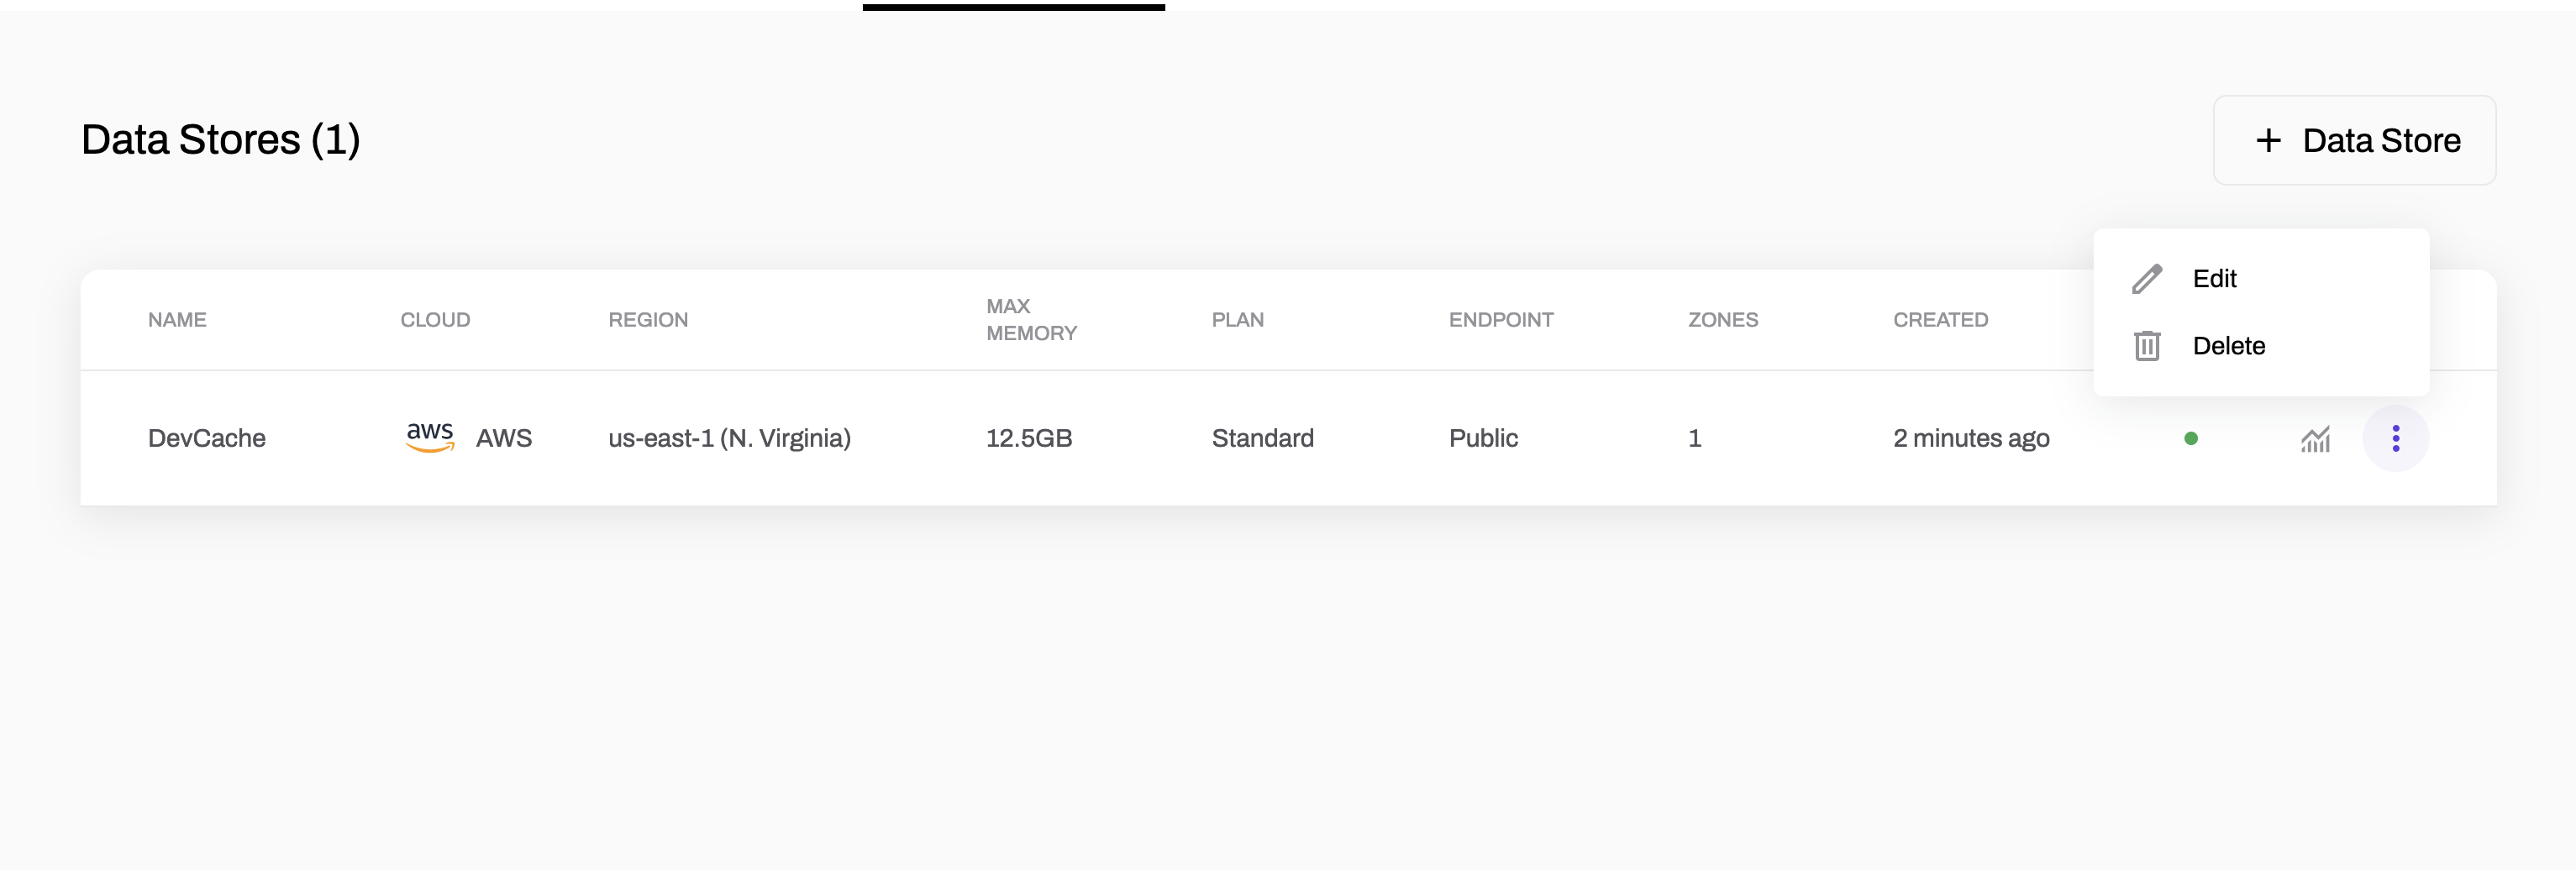 Data Stores (1)
+ Data Store
Edit
Delete
NAME CLOUD REGION MAX MEMORY PLAN ENDPOINT ZONES CREATED
DevCache aws AWS us-east-1 (N. Virginia) 12.5GB Standard Public 1 2 minutes ago